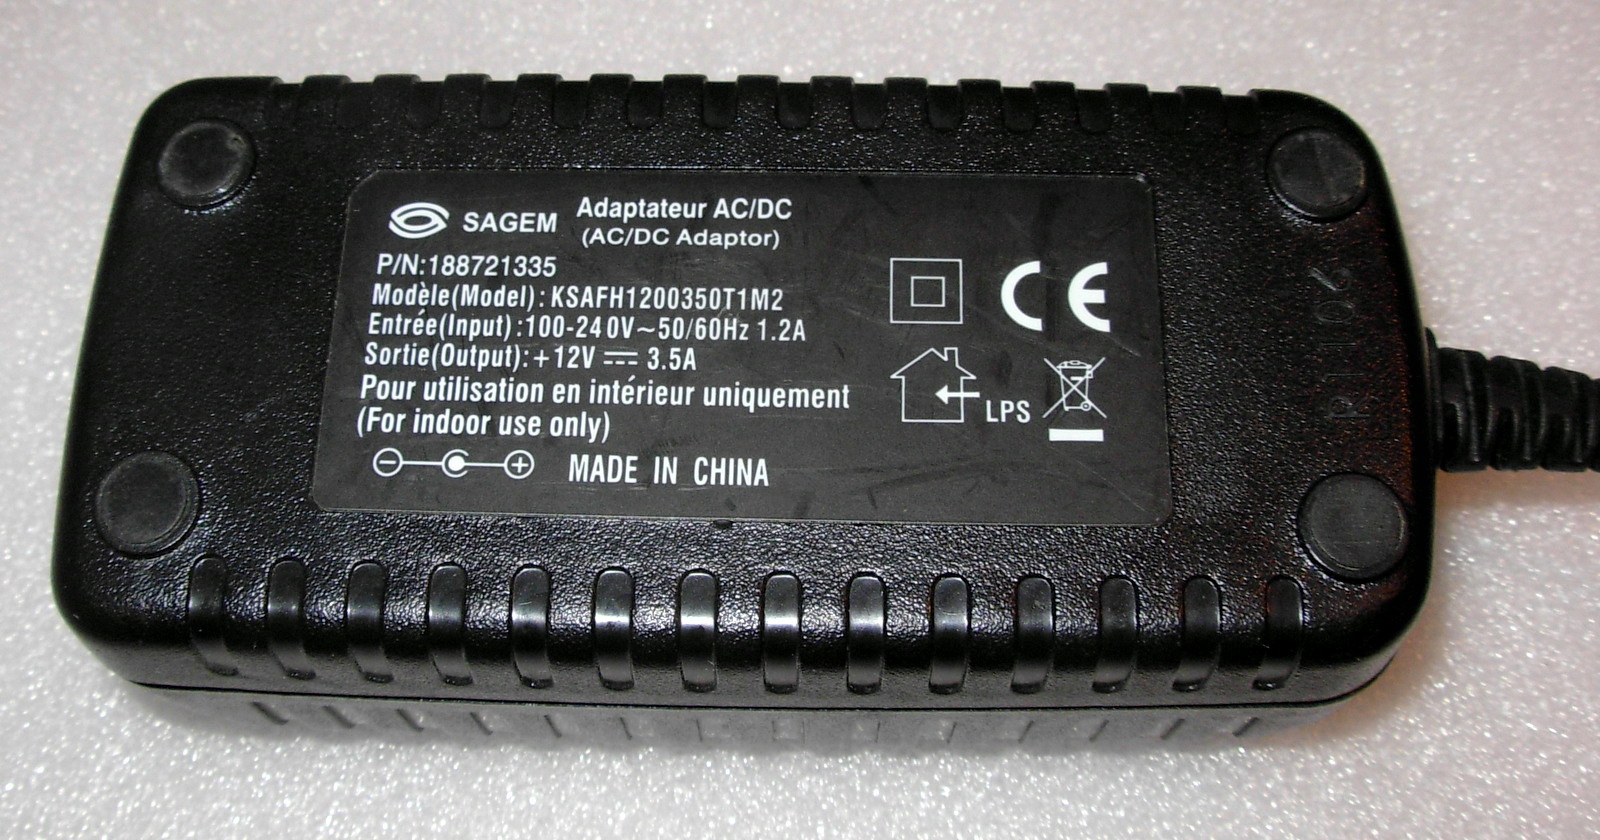 SAGEM
Adaptateur AC/DC
(AC/DC Adaptor)
P/N:188721335
Modèle(Model):KSAFH1200350T1M2
Entrée(Input):100-240V~50/60Hz 1.2A
Sortie(Output):+12V ⎓ 3.5A
Pour utilisation en intérieur uniquement
(For indoor use only)
MADE IN CHINA
CE
LPS